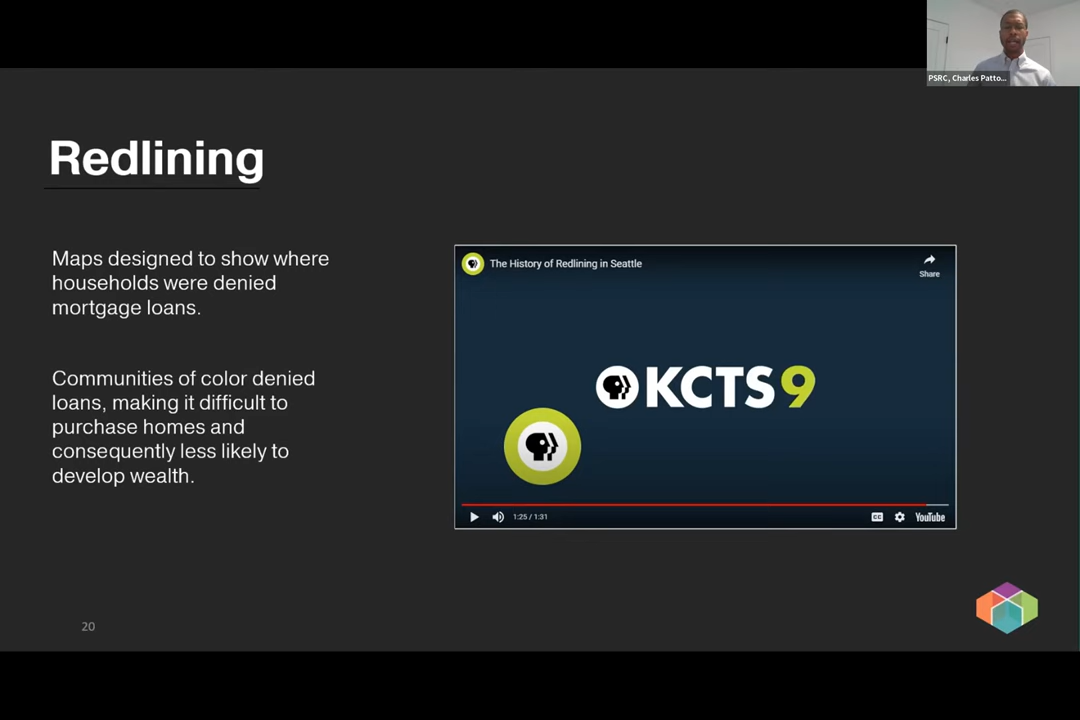 PSRC, Charles Patto...
Redlining
Maps designed to show where
households were denied
mortgage loans.
Communities of color denied
loans, making it difficult to
purchase homes and
consequently less likely to
develop wealth.
The History of Redlining in Seattle
Share
KCTS9
1:25 / 1:31
CC
YouTube
20